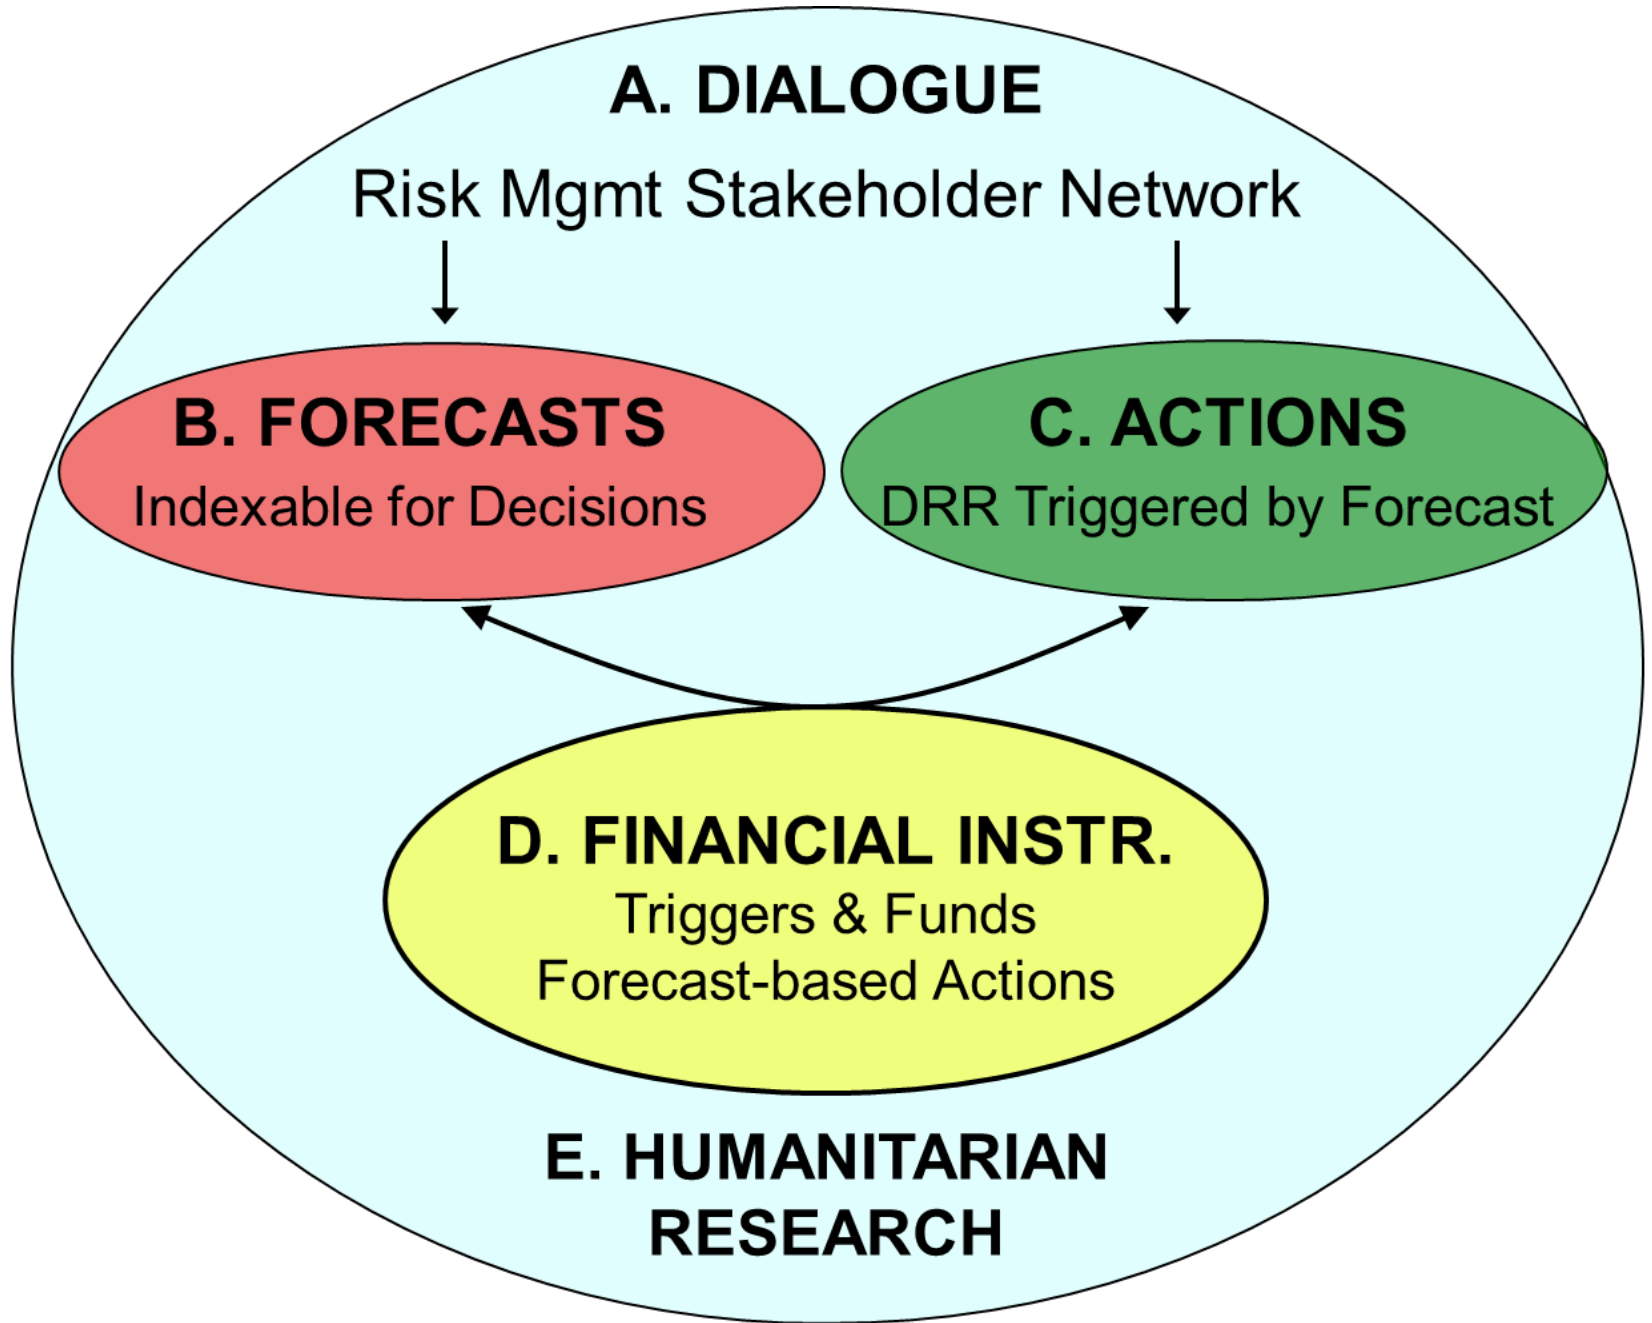 A. DIALOGUE
Risk Mgmt Stakeholder Network
B. FORECASTS
Indexable for Decisions
C. ACTIONS
DRR Triggered by Forecast
D. FINANCIAL INSTR.
Triggers & Funds
Forecast-based Actions
E. HUMANITARIAN
RESEARCH